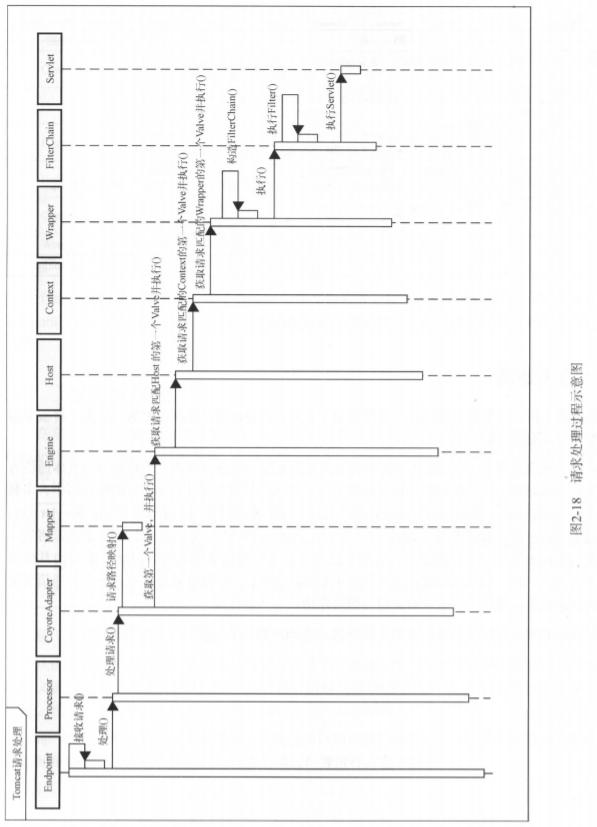 Tomcat请求处理
Endpoint
Processor
CoyoteAdapter
Mapper
Engine
Host
Context
Wrapper
FilterChain
Servlet
接收请求()
处理()
处理请求()
请求路径映射()
获取第一个Valve，并执行()
获取请求匹配Host 的第一个Valve并执行()
获取请求匹配的Context的第一个Valve并执行()
获取请求匹配的Wrapper的第一个Valve并执行()
构造FilterChain()
执行()
执行Filter()
执行Servlet()
图2-18 请求处理过程示意图